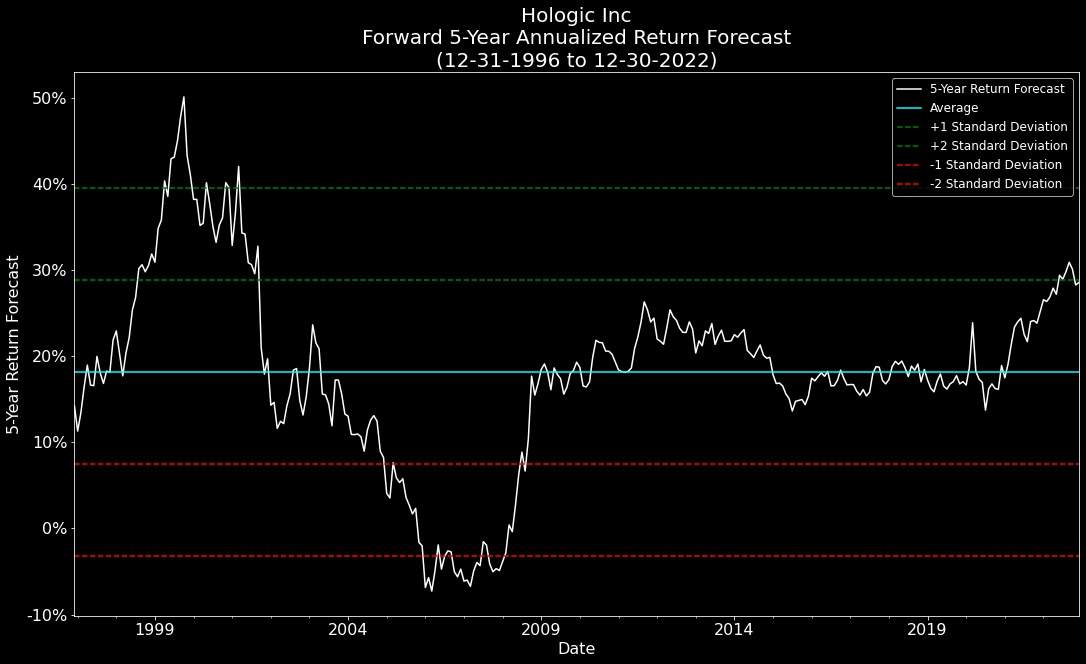 Hologic Inc
Forward 5-Year Annualized Return Forecast
(12-31-1996 to 12-30-2022)
5-Year Return Forecast
Average
+1 Standard Deviation
+2 Standard Deviation
-1 Standard Deviation
-2 Standard Deviation
50%
40%
30%
20%
10%
0%
-10%
5-Year Return Forecast
1999
2004
2009
2014
2019
Date